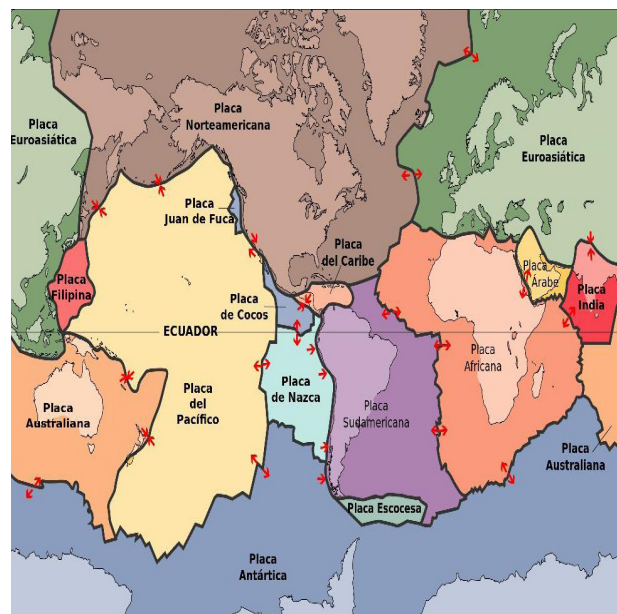 Placa
Norteamericana
Placa
Euroasiática
Placa
Euroasiática
Placa
Juan de Fuca
Placa
del Caribe
Placa
Filipina
Placa
Árabe
Placa
India
Placa
de Cocos
ECUADOR
Placa
Africana
Placa
de Nazca
Placa
del
Pacífico
Placa
Australiana
Placa
Sudamericana
Placa
Australiana
Placa Escocesa
Placa
Antártica